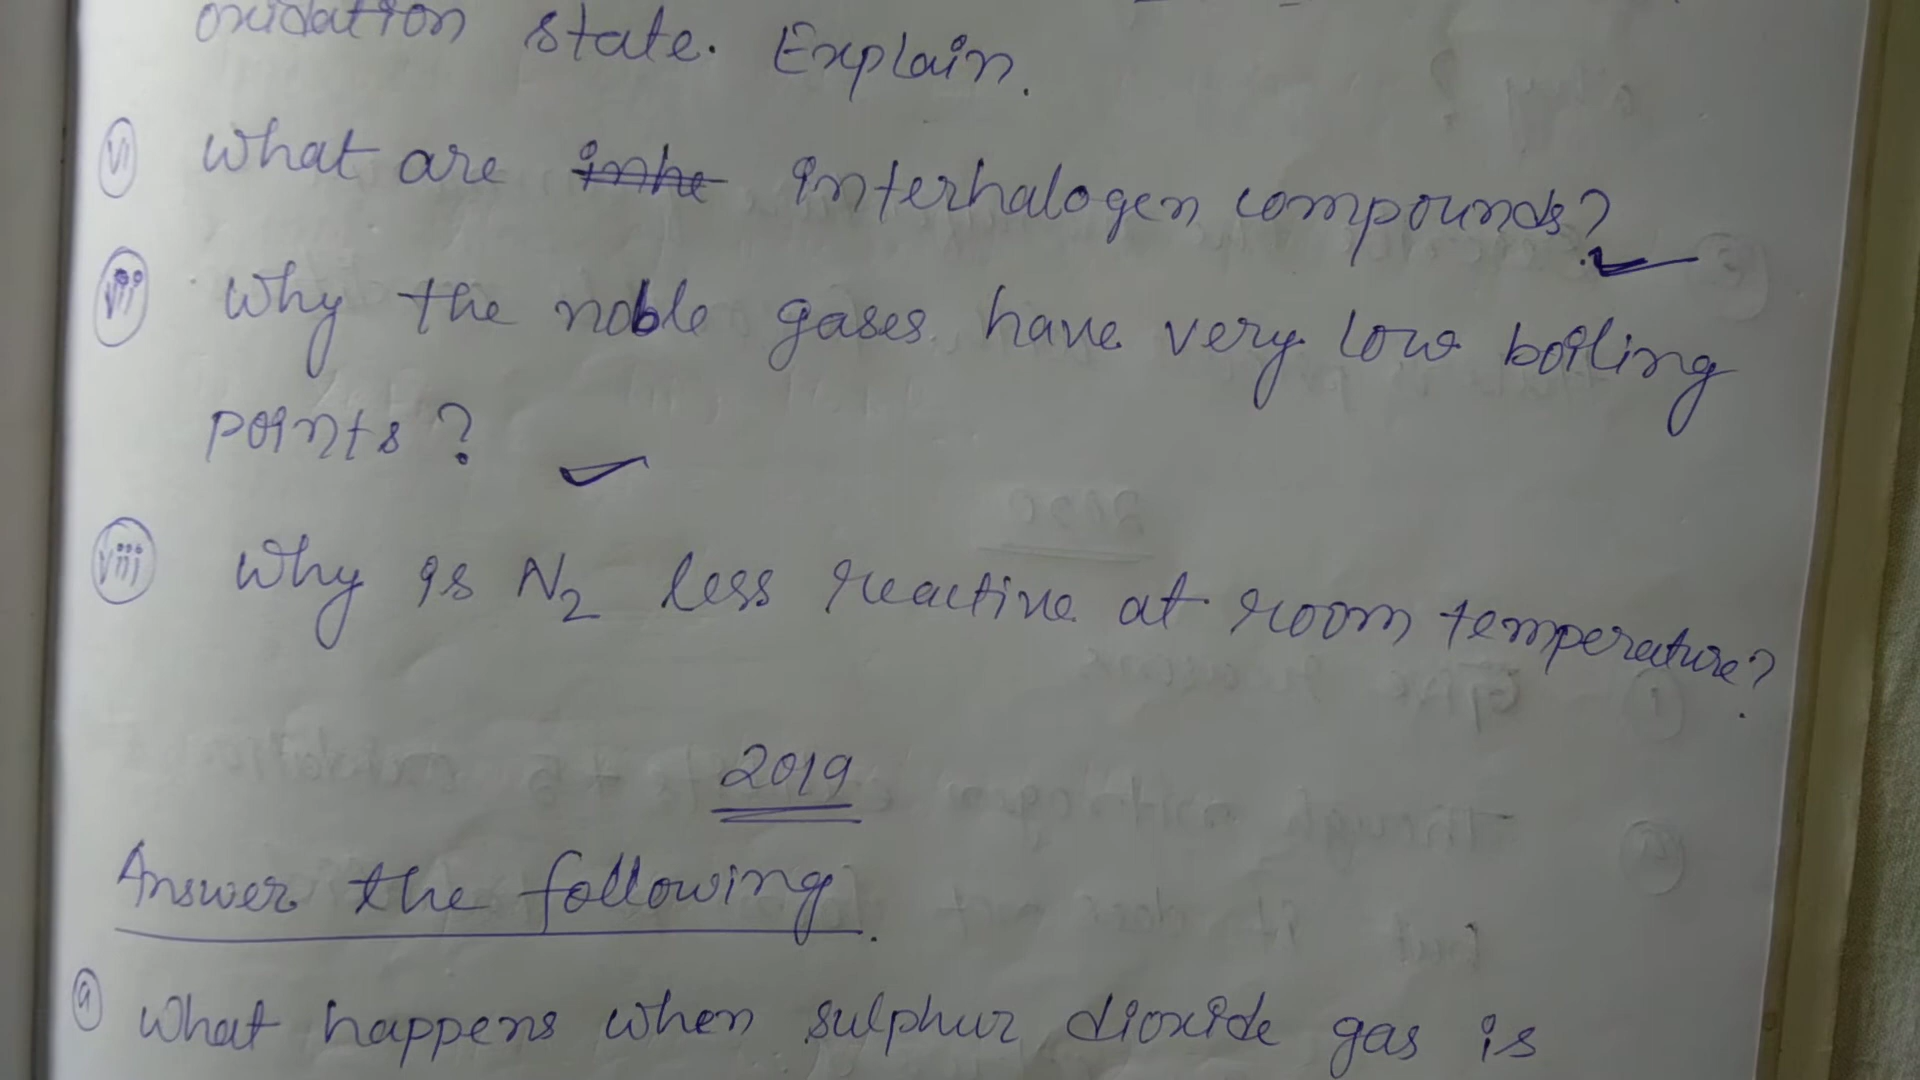 oxidation state. Explain.
(vi) What are inhe interhalogen compounds?
(vii) Why the noble gases have very low boiling
points?
(viii) Why is N2 less reactive at room temperature?
2019
Answer the following.
(a) What happens when sulphur dioxide gas is